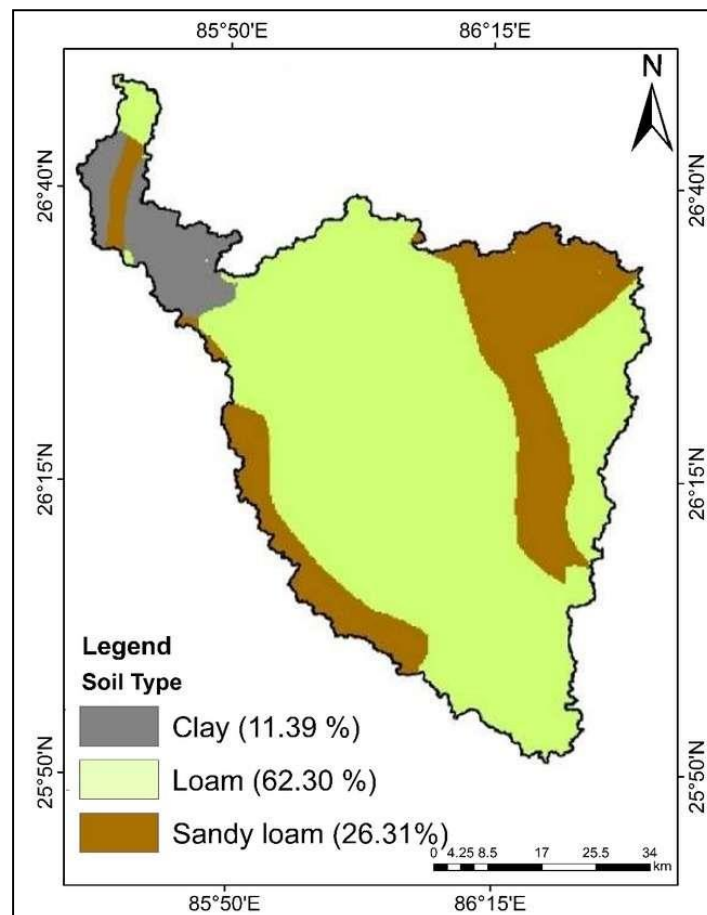 85°50'E 86°15'E
N
26°40'N 26°40'N
26°15'N 26°15'N
Legend
Soil Type
Clay (11.39 %)
Loam (62.30 %)
Sandy loam (26.31%)
25°50'N 25°50'N
0 4.25 8.5 17 25.5 34
km
85°50'E 86°15'E